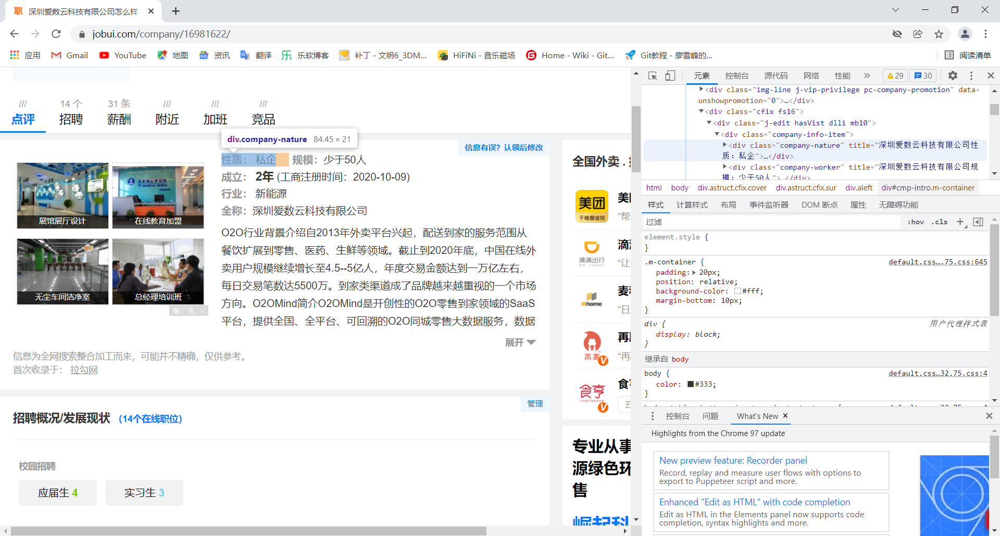 职 深圳爱数云科技有限公司怎么样
jobui.com/company/16981622/
应用 Gmail YouTube 地图 资讯 翻译 乐软博客 补丁 - 文明6_3DM... HiFiNi - 音乐磁场 Home - Wiki - Git... Git教程 - 廖雪峰的... 阅读清单
/// 14 个 31 条 /// /// ///
点评 招聘 薪酬 附近 加班 竞品
div.company-nature 84.45 × 21
信息有误？认领后修改
性质： 私企 规模： 少于50人
成立： 2年 (工商注册时间：2020-10-09)
行业： 新能源
全称： 深圳爱数云科技有限公司
O2O行业背景介绍自2013年外卖平台兴起，配送到家的服务范围从
餐饮扩展到零售、医药、生鲜等领域。截止到2020年底，中国在线外
卖用户规模继续增长至4.5--5亿人，年度交易金额达到一万亿左右，
每日交易笔数达5500万。到家类渠道成了品牌越来越重视的一个市场
方向。O2OMind简介O2OMind是开创性的O2O零售到家领域的SaaS
平台，提供全国、全平台、可回溯的O2O同城零售大数据服务，数据
展开
展馆展厅设计
Yasbo edu
在线教育加盟
无尘车间洁净室
总经理培训班
广告
信息为全网搜索整合加工而来，可能并不精确，仅供参考。
首次收录于： 拉勾网
管理
招聘概况/发展现状 （14个在线职位）
校园招聘
应届生 4
实习生 3
全国外卖 .
美团
干啥都省钱
美
“帮
滴滴出行
滴
“让
Mhome
麦
“日
再惠
V
再
“再
食亨
V
食
五
专业从事
源绿色环
售
崛起科
元素 控制台 源代码 网络 性能 » 29 30
<div class="img-line j-vip-privilege pc-company-promotion" data-
unshowpromotion="0">…</div>
<div class="cfix fs16">
<div class="j-edit hasVist dlli mb10">
<div class="company-info-item">
<div class="company-nature" title="深圳爱数云科技有限公司性
质：私企">…</div>
<div class="company-worker" title="深圳爱数云科技有限公司规
模：少于50人">…</div>
html body div.astruct.cfix.cover div.astruct.cfix.sur div.aleft div#cmp-intro.m-container
样式 计算样式 布局 事件监听器 DOM 断点 属性 无障碍功能
过滤 :hov .cls +
element.style {
}
.m-container { default.css….75.css:645
padding: 20px;
position: relative;
background-color: #fff;
margin-bottom: 10px;
}
div { 用户代理样式表
display: block;
}
继承自 body
body { default.css…32.75.css:4
color: #333;
}
控制台 问题 What's New ×
Highlights from the Chrome 97 update
New preview feature: Recorder panel
Record, replay and measure user flows with options to
export to Puppeteer script and more.
Enhanced "Edit as HTML" with code completion
Edit as HTML in the Elements panel now supports code
completion, syntax highlights and more.